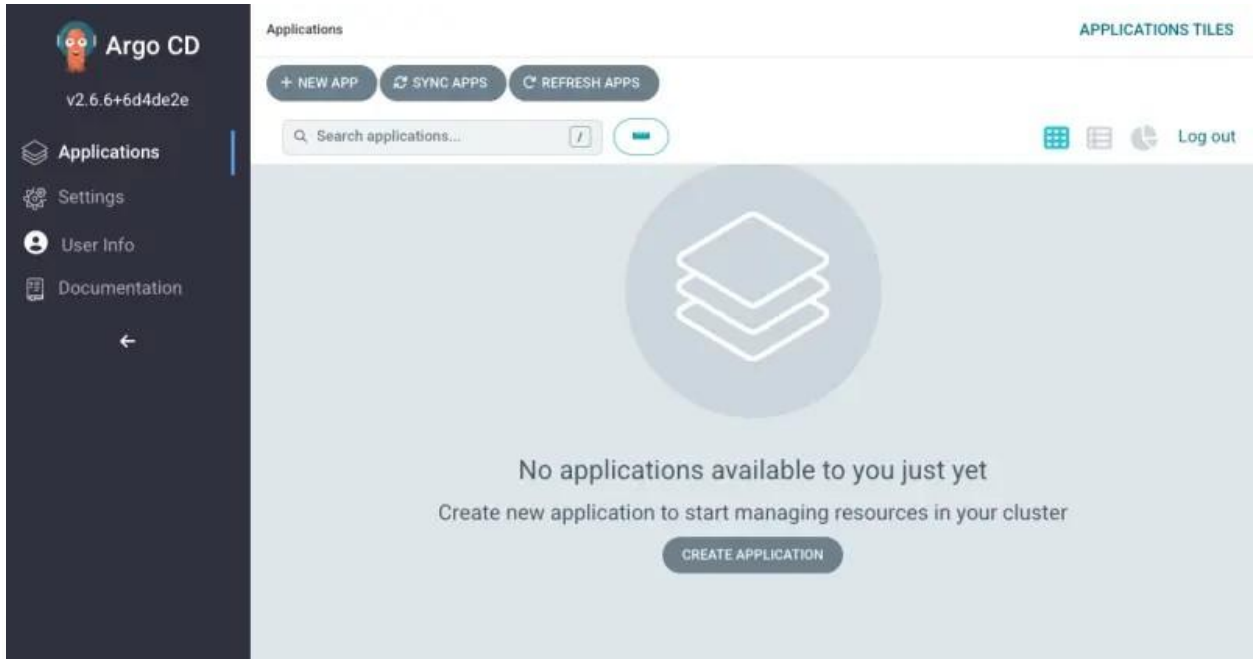 Argo CD
v2.6.6+6d4de2e
Applications
Settings
User Info
Documentation
Applications
APPLICATIONS TILES
+ NEW APP
SYNC APPS
REFRESH APPS
Search applications...
/
Log out
No applications available to you just yet
Create new application to start managing resources in your cluster
CREATE APPLICATION